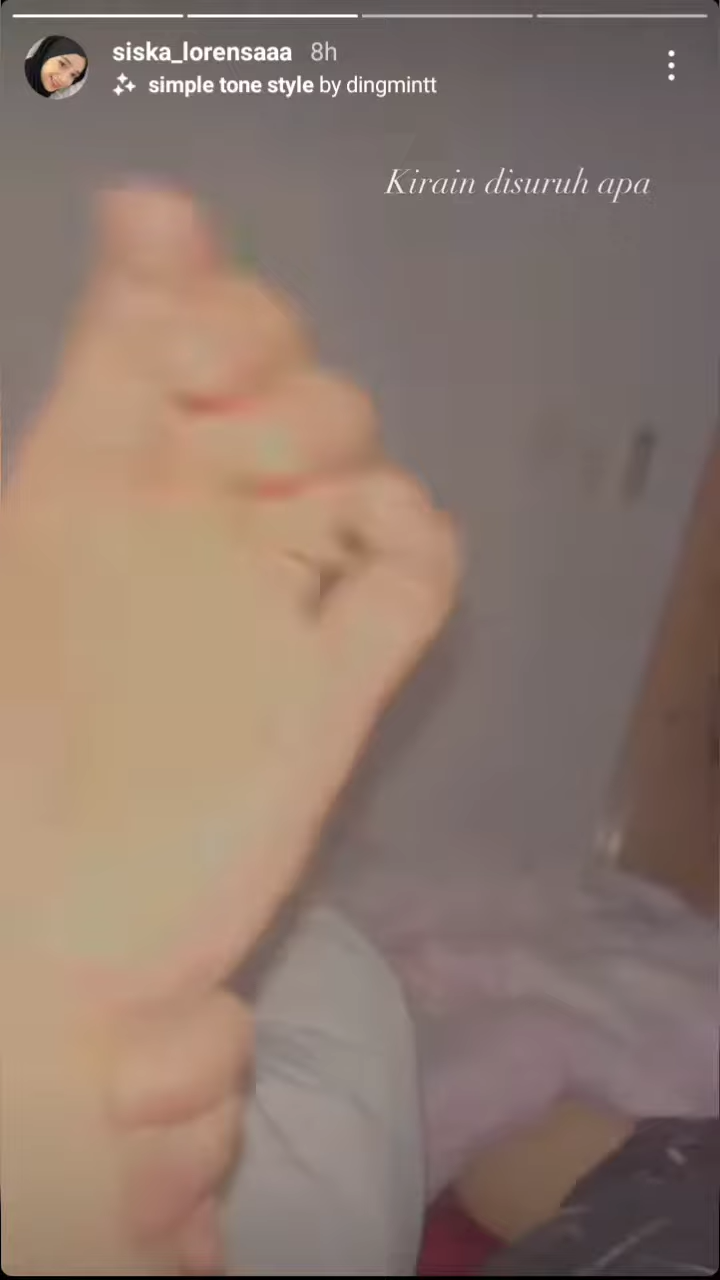 siska_lorensaaa 8h
simple tone style by dingmintt
Kirain disuruh apa